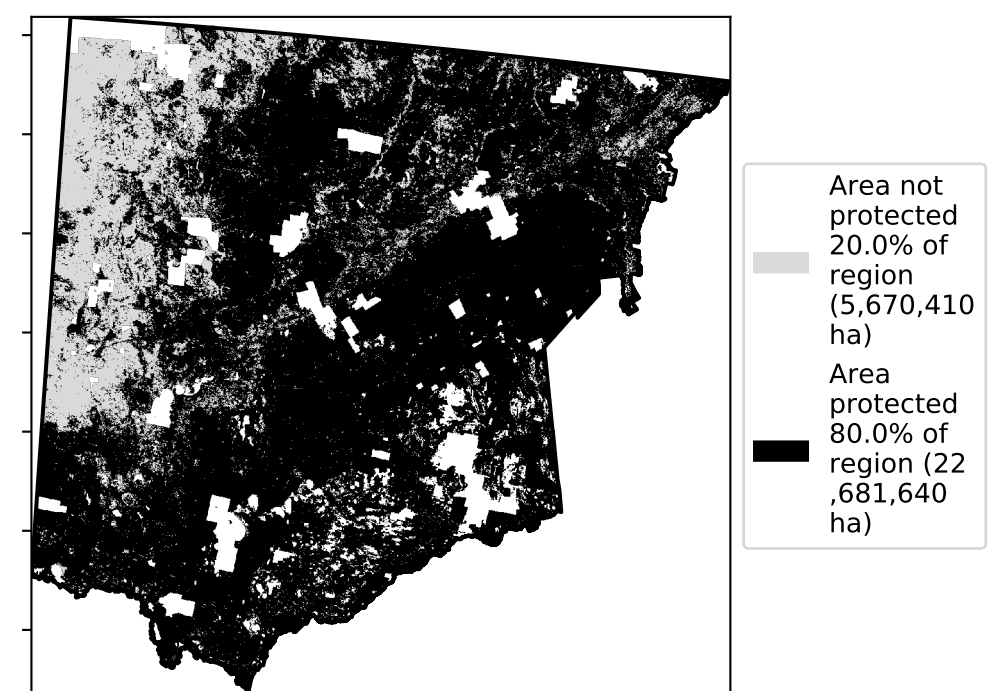 Area not
protected
20.0% of
region
(5,670,410
ha)
Area
protected
80.0% of
region (22
,681,640
ha)